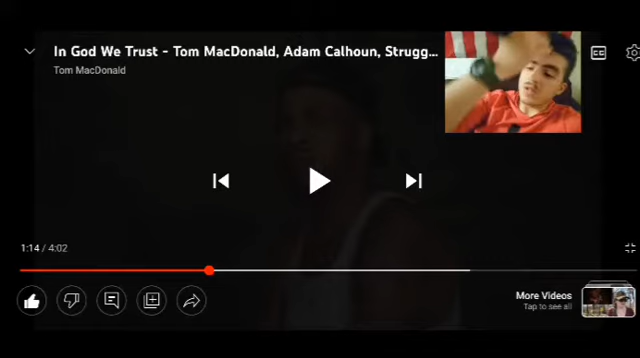 In God We Trust - Tom MacDonald, Adam Calhoun, Strugg...
Tom MacDonald
CC
1:14 / 4:02
More Videos
Tap to see all